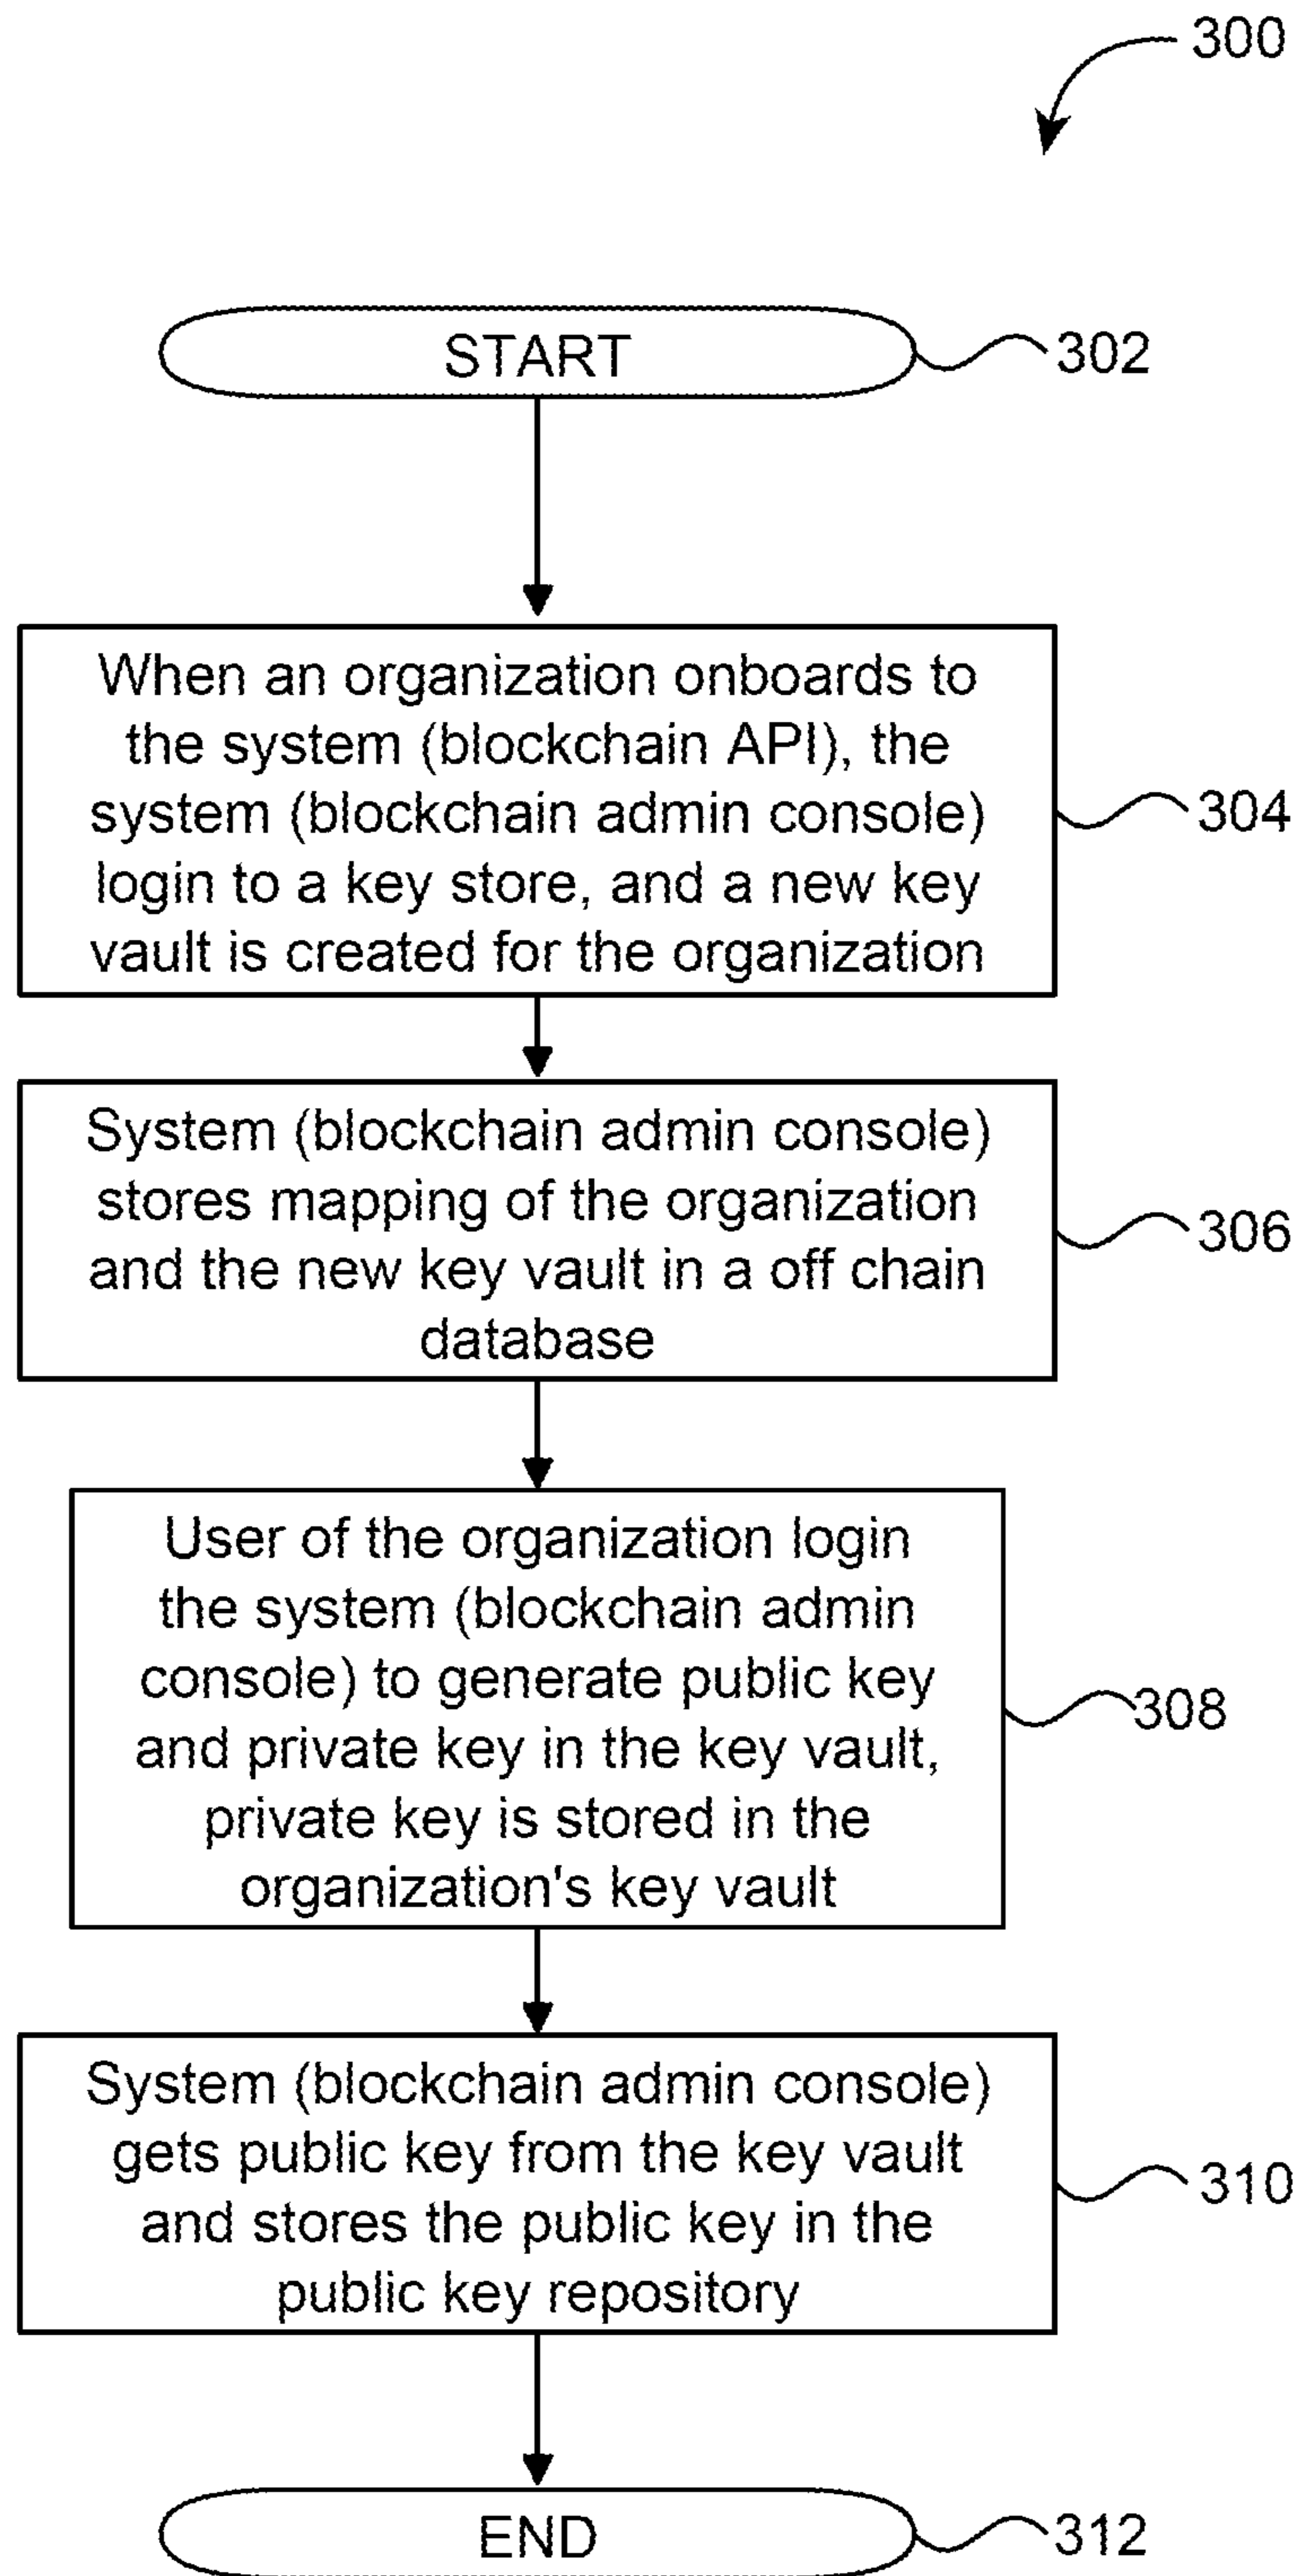 300
START
302
When an organization onboards to
the system (blockchain API), the
system (blockchain admin console)
login to a key store, and a new key
vault is created for the organization
304
System (blockchain admin console)
stores mapping of the organization
and the new key vault in a off chain
database
306
User of the organization login
the system (blockchain admin
console) to generate public key
and private key in the key vault,
private key is stored in the
organization's key vault
308
System (blockchain admin console)
gets public key from the key vault
and stores the public key in the
public key repository
310
END
312